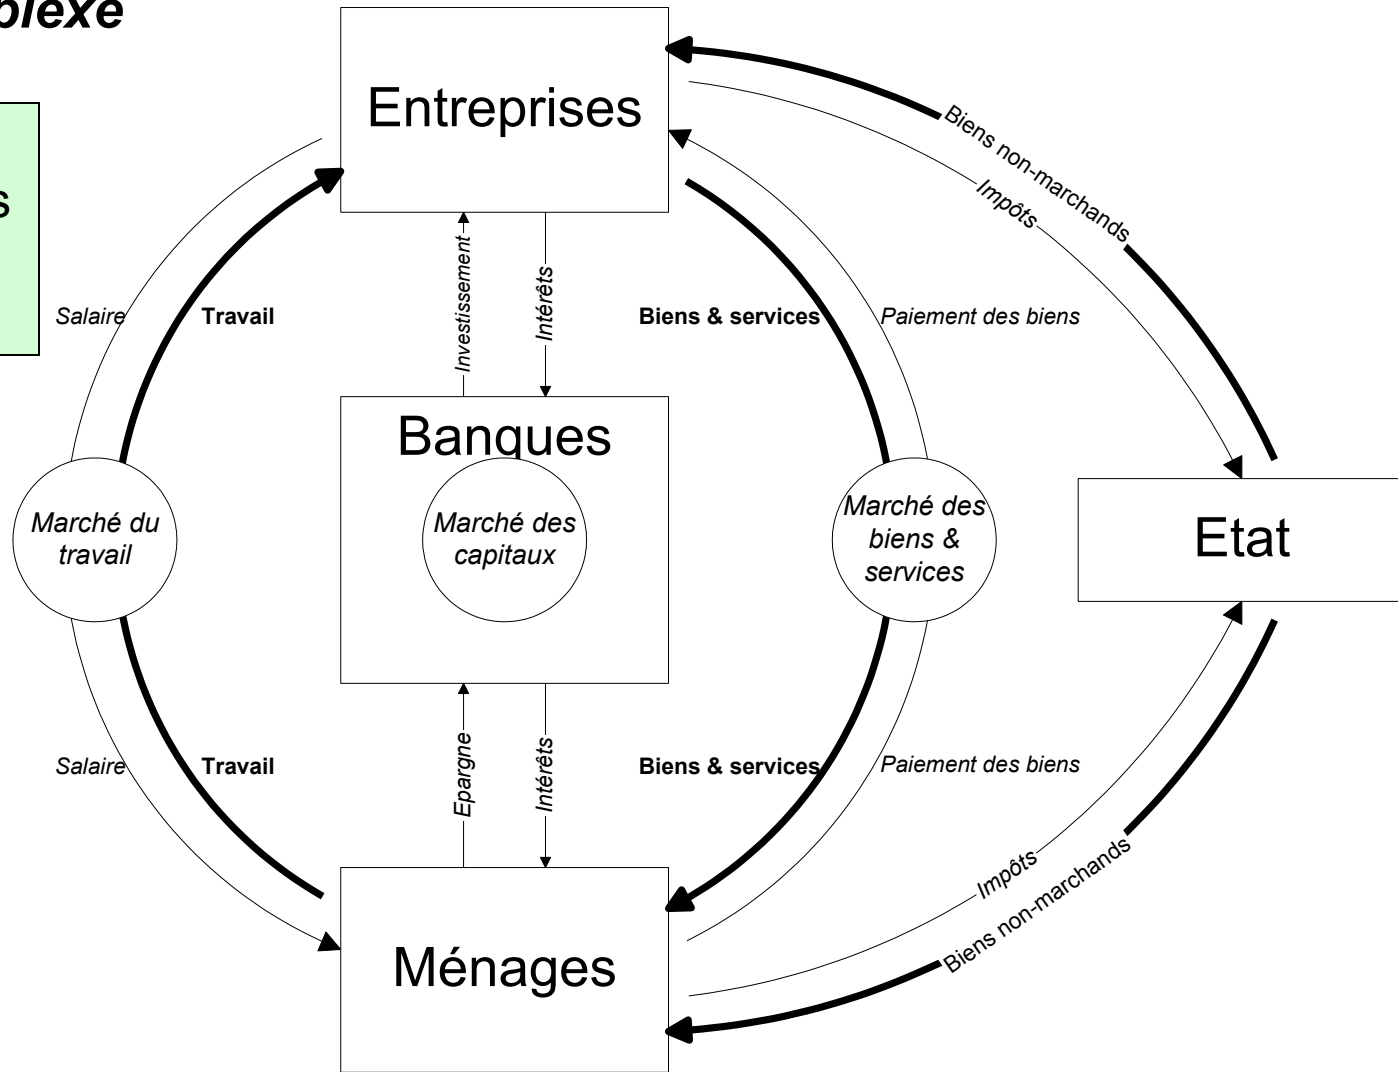 plexe
s
Entreprises
Biens non-marchands
Impôts
Salaire
Travail
Investissement
Intérêts
Biens & services
Paiement des biens
Banques
Marché du
travail
Marché des
capitaux
Marché des
biens &
services
Etat
Salaire
Travail
Epargne
Intérêts
Biens & services
Paiement des biens
Impôts
Biens non-marchands
Ménages